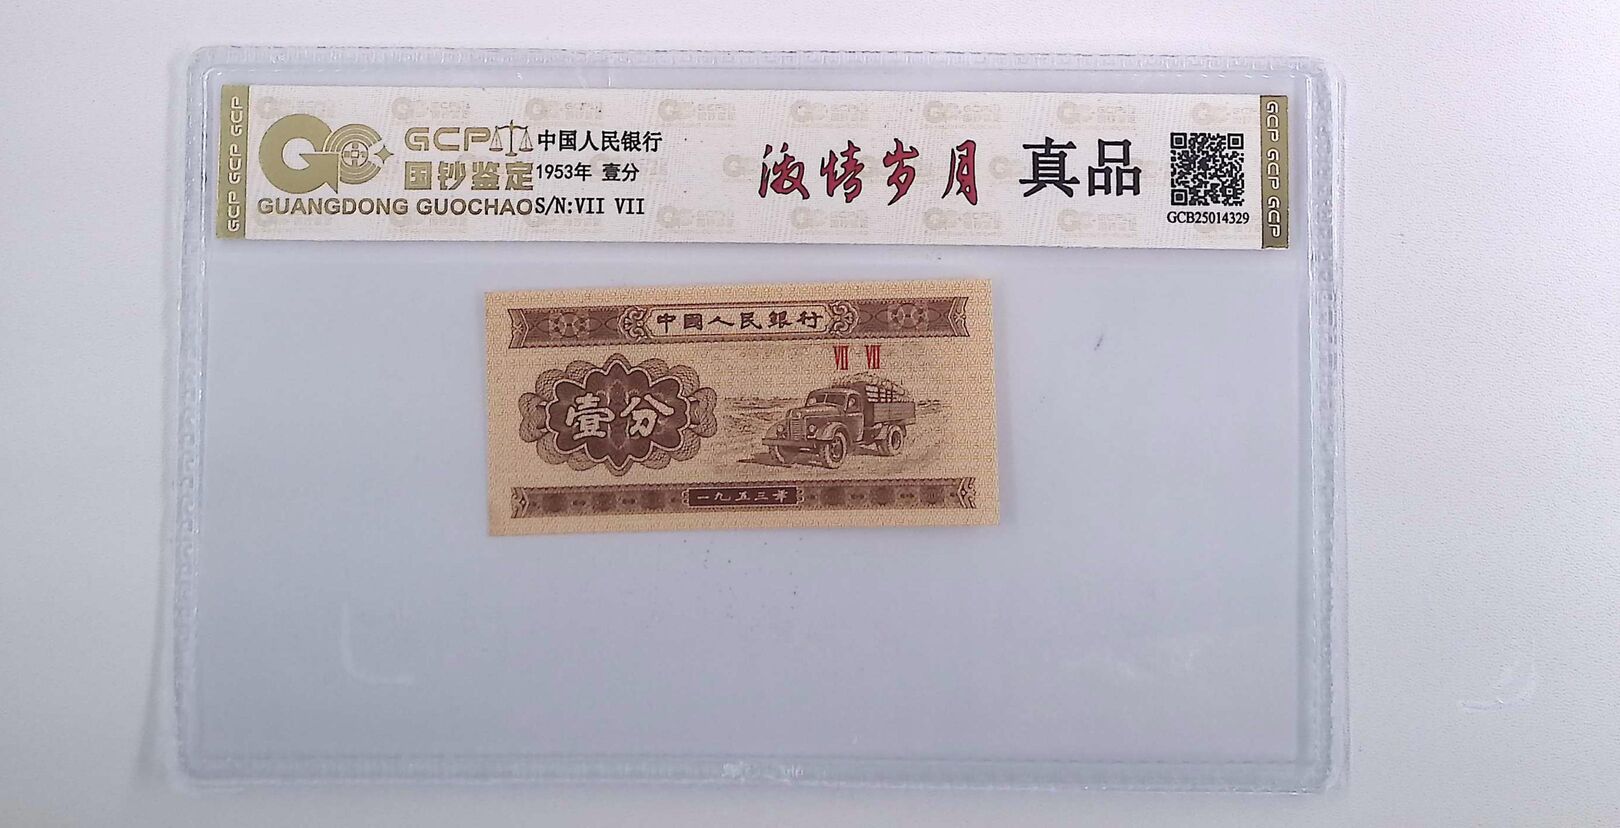 GCP GCP GCP
GCP
国钞鉴定
GUANGDONG GUOCHAO
中国人民银行
1953年 壹分
S/N:VII VII
激情岁月
真品
GCB25014329
GCP GCP GCP
中國人民銀行
VII VII
壹分
一九五三年